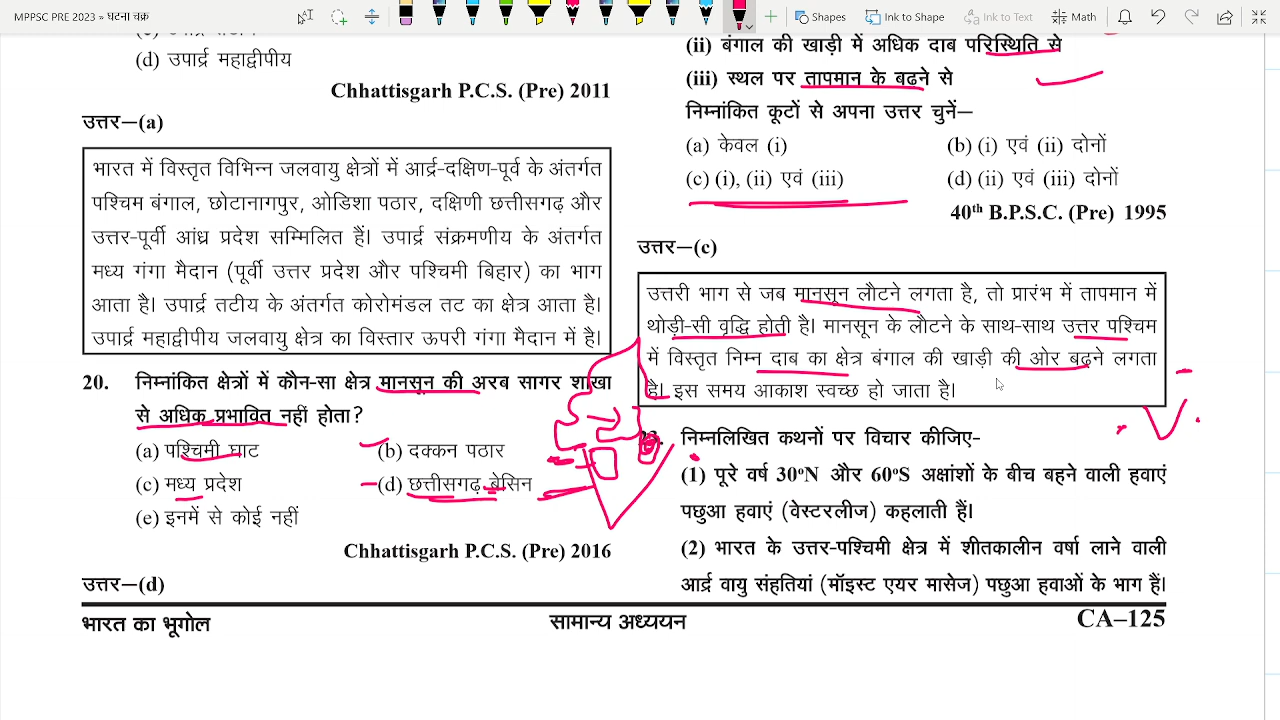 MPPSC PRE 2023 » घटना चक्र
Shapes
Ink to Shape
Ink to Text
Math
(d) उपार्द्र महाद्वीपीय
Chhattisgarh P.C.S. (Pre) 2011
उत्तर–(a)
भारत में विस्तृत विभिन्न जलवायु क्षेत्रों में आर्द्र-दक्षिण-पूर्व के अंतर्गत
पश्चिम बंगाल, छोटानागपुर, ओडिशा पठार, दक्षिणी छत्तीसगढ़ और
उत्तर-पूर्वी आंध्र प्रदेश सम्मिलित हैं। उपार्द्र संक्रमणीय के अंतर्गत
मध्य गंगा मैदान (पूर्वी उत्तर प्रदेश और पश्चिमी बिहार) का भाग
आता है। उपार्द्र तटीय के अंतर्गत कोरोमंडल तट का क्षेत्र आता है।
उपार्द्र महाद्वीपीय जलवायु क्षेत्र का विस्तार ऊपरी गंगा मैदान में है।
20. निम्नांकित क्षेत्रों में कौन-सा क्षेत्र मानसून की अरब सागर शाखा
से अधिक प्रभावित नहीं होता?
(a) पश्चिमी घाट (b) दक्कन पठार
(c) मध्य प्रदेश (d) छत्तीसगढ़ बेसिन
(e) इनमें से कोई नहीं
Chhattisgarh P.C.S. (Pre) 2016
उत्तर–(d)
(ii) बंगाल की खाड़ी में अधिक दाब परिस्थिति से
(iii) स्थल पर तापमान के बढ़ने से
निम्नांकित कूटों से अपना उत्तर चुनें–
(a) केवल (i) (b) (i) एवं (ii) दोनों
(c) (i), (ii) एवं (iii) (d) (ii) एवं (iii) दोनों
40th B.P.S.C. (Pre) 1995
उत्तर–(c)
उत्तरी भाग से जब मानसून लौटने लगता है, तो प्रारंभ में तापमान में
थोड़ी-सी वृद्धि होती है। मानसून के लौटने के साथ-साथ उत्तर पश्चिम
में विस्तृत निम्न दाब का क्षेत्र बंगाल की खाड़ी की ओर बढ़ने लगता
है। इस समय आकाश स्वच्छ हो जाता है।
निम्नलिखित कथनों पर विचार कीजिए-
(1) पूरे वर्ष 30°N और 60°S अक्षांशों के बीच बहने वाली हवाएं
पछुआ हवाएं (वेस्टरलीज) कहलाती हैं।
(2) भारत के उत्तर-पश्चिमी क्षेत्र में शीतकालीन वर्षा लाने वाली
आर्द्र वायु संहतियां (मॉइस्ट एयर मासेज) पछुआ हवाओं के भाग हैं।
भारत का भूगोल सामान्य अध्ययन CA–125